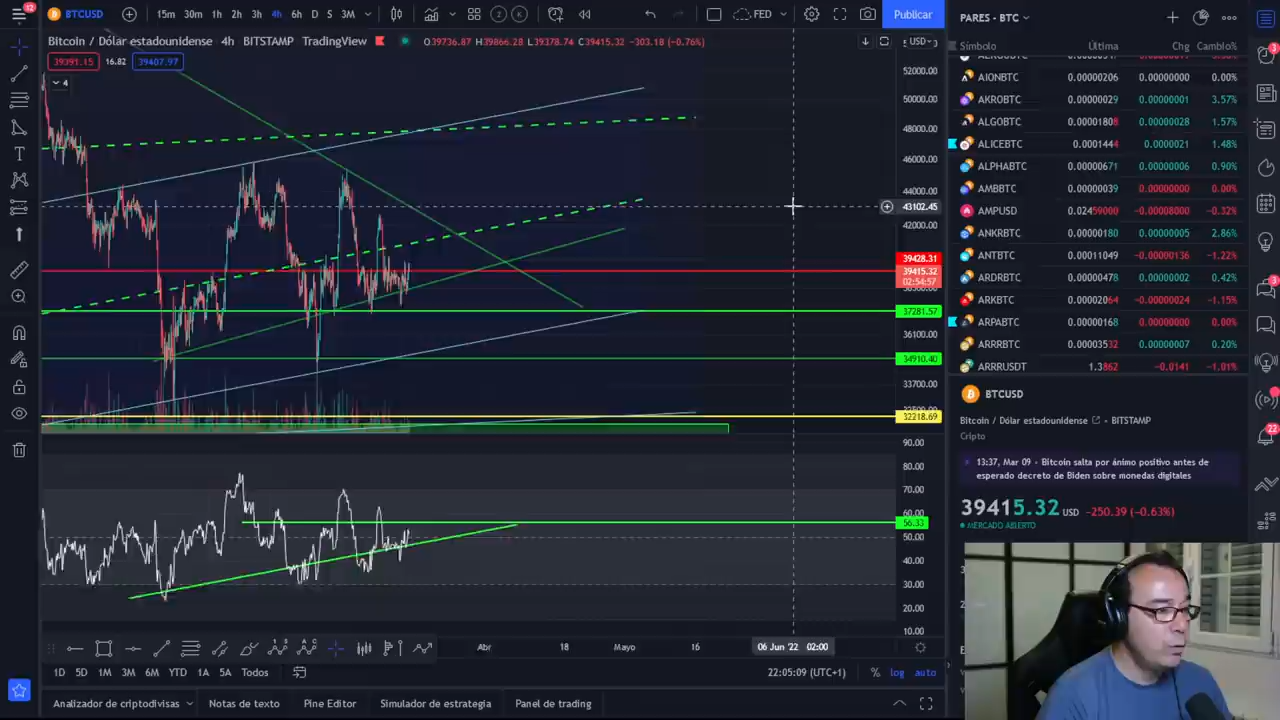 12
BTCUSD
15m 30m 1h 2h 3h 4h 6h D S 3M
FED
Publicar
Bitcoin / Dólar estadounidense · 4h · BITSTAMP · TradingView
O39736.87 H39866.28 L39378.74 C39415.32 −303.18 (−0.76%)
USD
39391.15 16.82 39407.97
4
52000.00
50000.00
48000.00
46000.00
44000.00
43102.45
42000.00
39428.31
39415.32
02:54:57
37281.57
36100.00
34910.40
33700.00
32218.69
90.00
80.00
70.00
60.00
56.33
50.00
40.00
30.00
20.00
10.00
Abr 18 Mayo 16 06 Jun '22 02:00
1D 5D 1M 3M 6M YTD 1A 5A Todos
22:05:09 (UTC+1) % log auto
Analizador de criptodivisas Notas de texto Pine Editor Simulador de estrategia Panel de trading
PARES - BTC
Símbolo Última Chg Cambio%
AIONBTC 0.00000206 0.00000000 0.00%
AKROBTC 0.00000029 0.00000001 3.57%
ALGOBTC 0.00001808 0.00000028 1.57%
ALICEBTC 0.0001444 0.0000021 1.48%
ALPHABTC 0.00000671 0.00000006 0.90%
AMBBTC 0.00000039 0.00000000 0.00%
AMPUSD 0.02459000 −0.00008000 −0.32%
ANKRBTC 0.00000180 0.00000005 2.86%
ANTBTC 0.00011049 −0.00000136 −1.22%
ARDRBTC 0.00000478 0.00000002 0.42%
ARKBTC 0.00002064 −0.00000024 −1.15%
ARPABTC 0.00000168 0.00000000 0.00%
ARRRBTC 0.00003532 0.00000007 0.20%
ARRRUSDT 1.3862 −0.0141 −1.01%
BTCUSD
Bitcoin / Dólar estadounidense · BITSTAMP
Cripto
13:37, Mar 09 · Bitcoin salta por ánimo positivo antes de
esperado decreto de Biden sobre monedas digitales
39415.32 USD −250.39 (−0.63%)
MERCADO ABIERTO
3
3
22